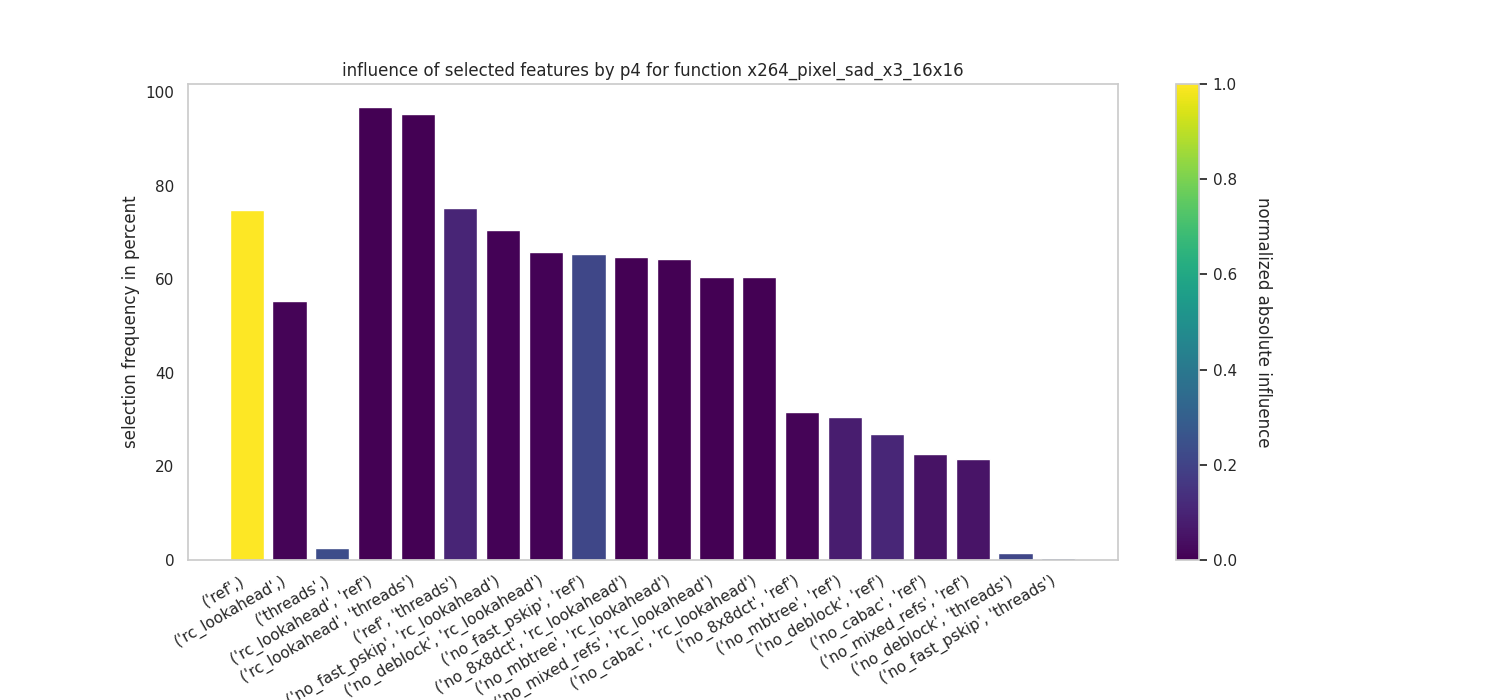 influence of selected features by p4 for function x264_pixel_sad_x3_16x16
selection frequency in percent
100
80
60
40
20
0
('ref',)
('rc_lookahead',)
('threads',)
('rc_lookahead', 'ref')
('rc_lookahead', 'threads')
('ref', 'threads')
('no_fast_pskip', 'rc_lookahead')
('no_deblock', 'rc_lookahead')
('no_fast_pskip', 'ref')
('no_8x8dct', 'rc_lookahead')
('no_mbtree', 'rc_lookahead')
'no_mixed_refs', 'rc_lookahead')
('no_cabac', 'rc_lookahead')
('no_8x8dct', 'ref')
('no_mbtree', 'ref')
('no_deblock', 'ref')
('no_cabac', 'ref')
('no_mixed_refs', 'ref')
('no_deblock', 'threads')
('no_fast_pskip', 'threads')
1.0
0.8
0.6
0.4
0.2
0.0
normalized absolute influence